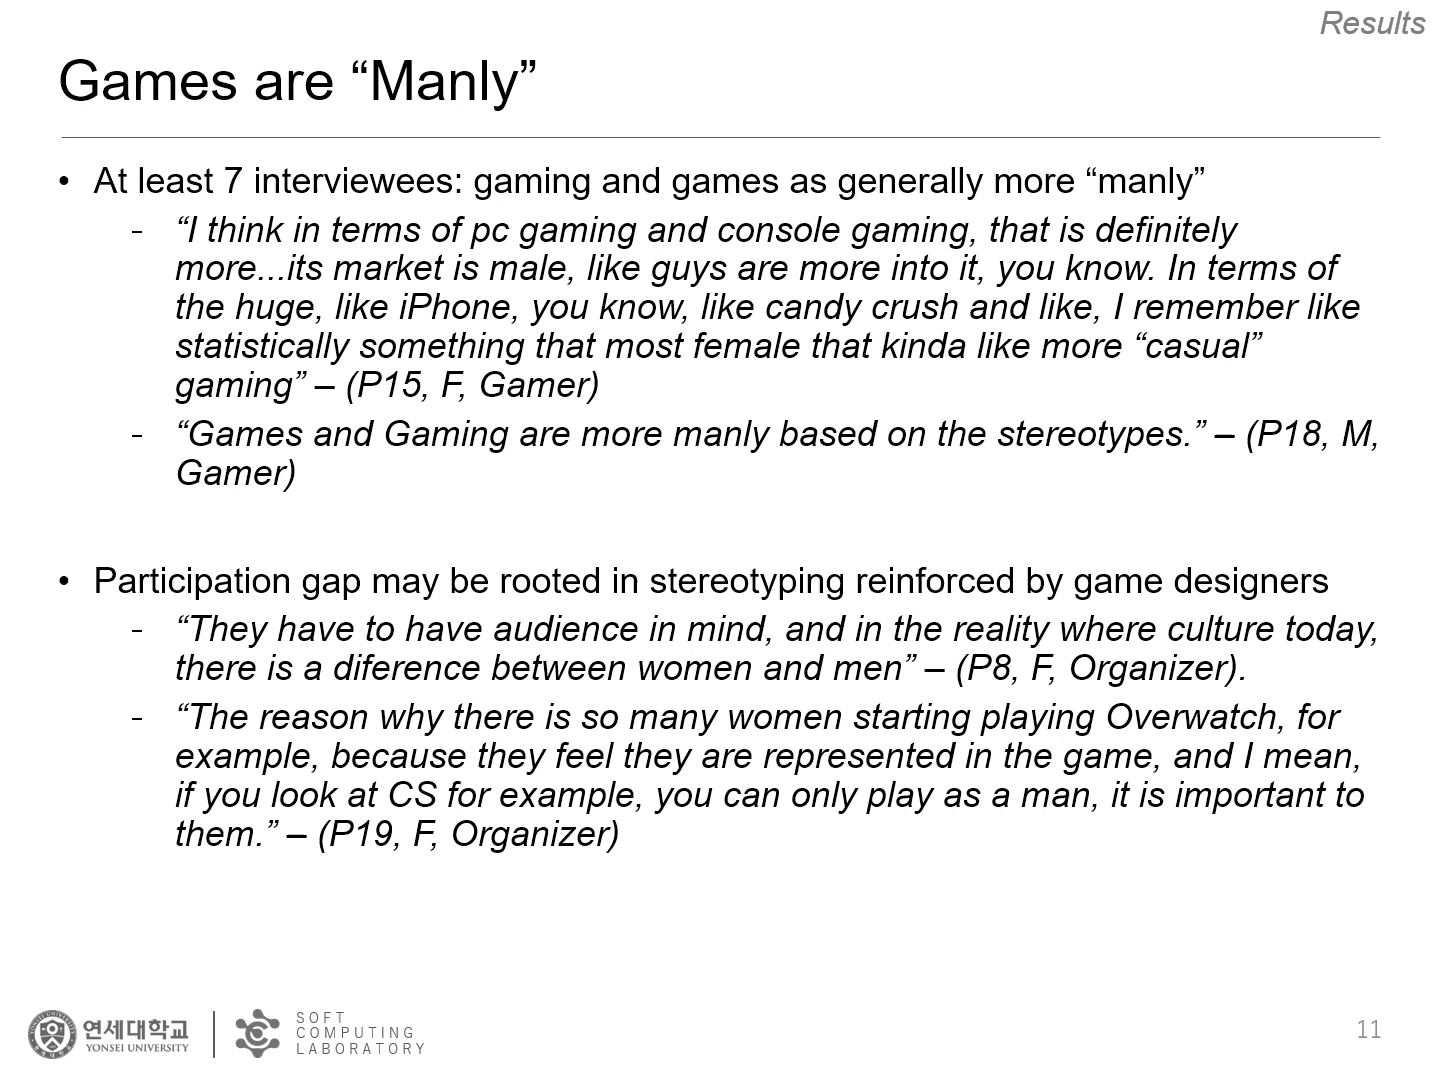 Results
Games are “Manly”
• At least 7 interviewees: gaming and games as generally more “manly”
- “I think in terms of pc gaming and console gaming, that is definitely
more...its market is male, like guys are more into it, you know. In terms of
the huge, like iPhone, you know, like candy crush and like, I remember like
statistically something that most female that kinda like more “casual”
gaming” – (P15, F, Gamer)
- “Games and Gaming are more manly based on the stereotypes.” – (P18, M,
Gamer)
• Participation gap may be rooted in stereotyping reinforced by game designers
- “They have to have audience in mind, and in the reality where culture today,
there is a diference between women and men” – (P8, F, Organizer).
- “The reason why there is so many women starting playing Overwatch, for
example, because they feel they are represented in the game, and I mean,
if you look at CS for example, you can only play as a man, it is important to
them.” – (P19, F, Organizer)
연세대학교
YONSEI UNIVERSITY
SOFT
COMPUTING
LABORATORY
11